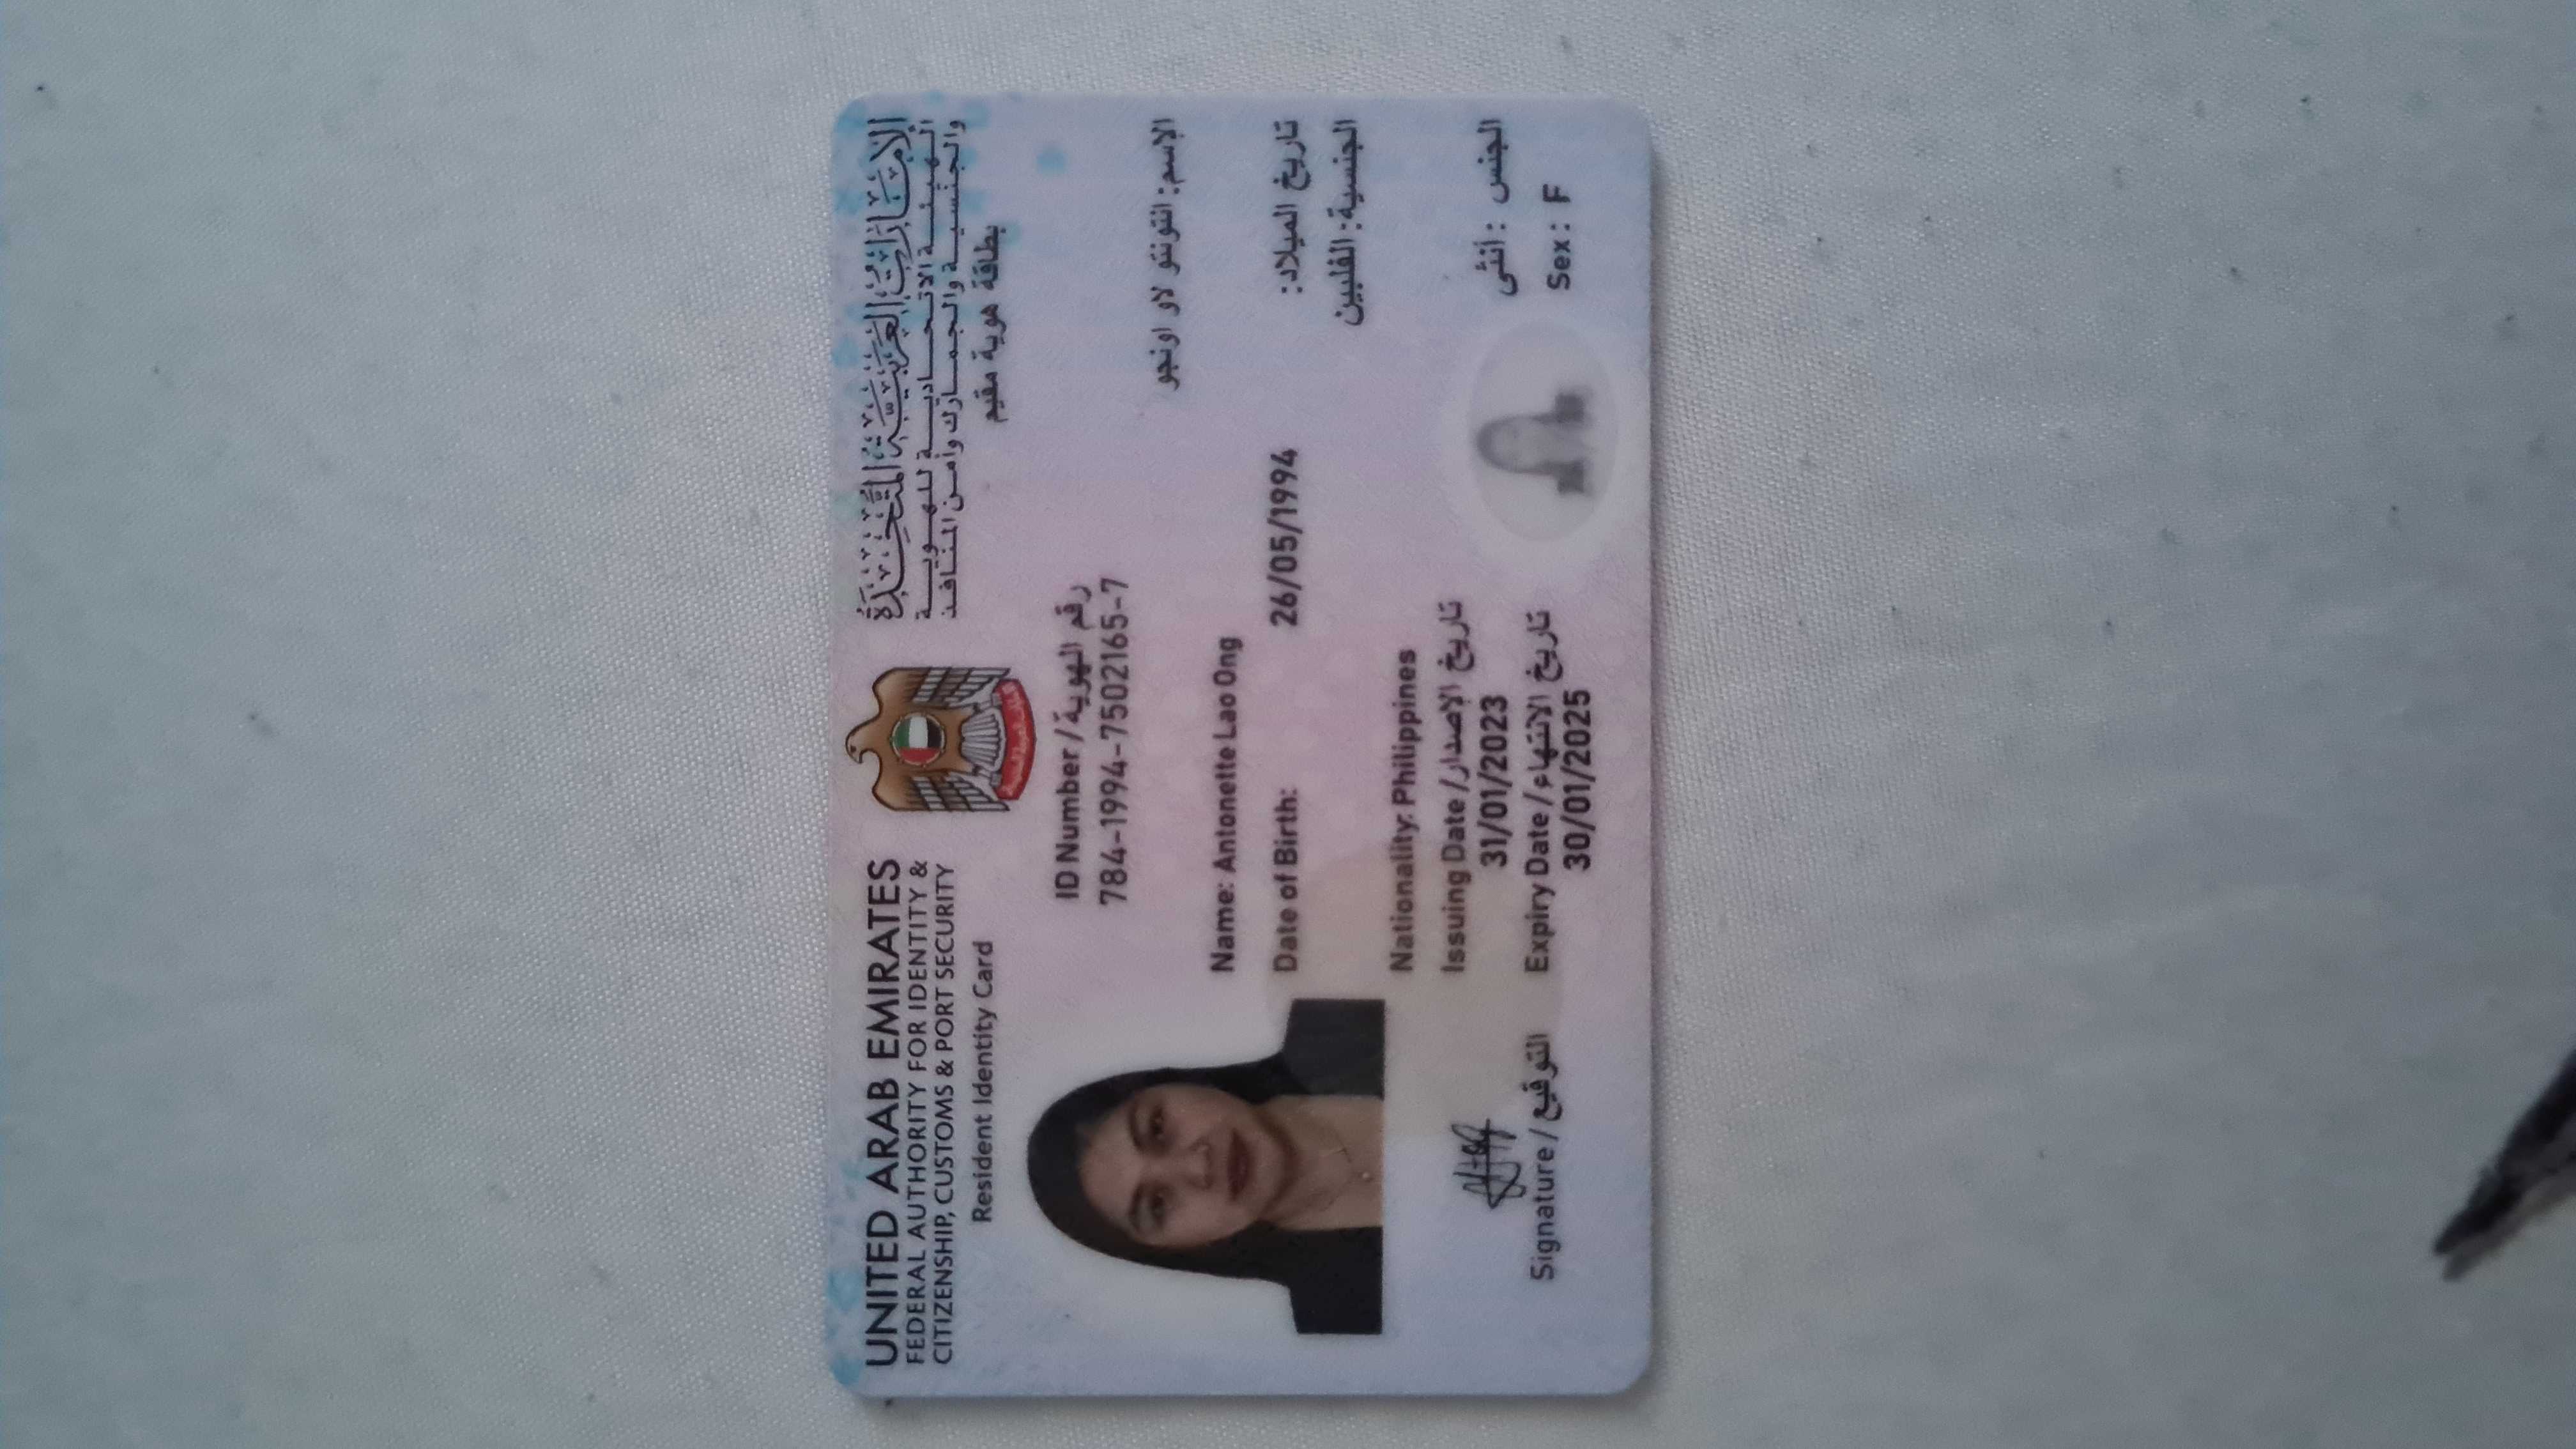 UNITED ARAB EMIRATES
FEDERAL AUTHORITY FOR IDENTITY &
CITIZENSHIP, CUSTOMS & PORT SECURITY
Resident Identity Card
الإمارات العربية المتحدة
الهيئة الاتحادية للهوية
والجنسية والجمارك وأمن المنافذ
بطاقة هوية مقيم
ID Number / رقم الهوية
784-1994-7502165-7
الإسم: انتونتو لاو اونجو
Name: Antonette Lao Ong
Date of Birth: 26/05/1994 تاريخ الميلاد:
الجنسية: الفلبين
Nationality: Philippines
Issuing Date / تاريخ الإصدار
31/01/2023
Expiry Date / تاريخ الانتهاء
30/01/2025
Signature / التوقيع
الجنس : أنثى
Sex: F